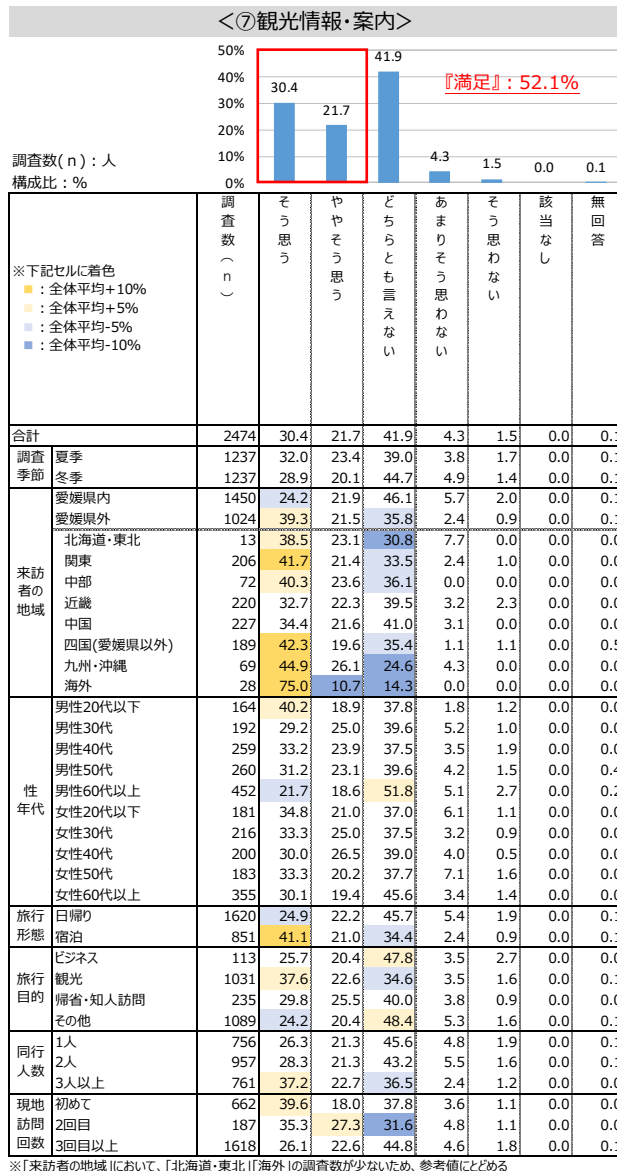 ＜⑦観光情報・案内＞
50%
40%
30%
20%
10%
0%
30.4 21.7 41.9 4.3 1.5 0.0 0.1
『満足』：52.1%
調査数(ｎ)：人
構成比：%
調査数（ｎ） そう思う ややそう思う どちらとも言えない あまりそう思わない そう思わない 該当なし 無回答
※下記セルに着色
■：全体平均+10%
■：全体平均+5%
■：全体平均-5%
■：全体平均-10%
合計 2474 30.4 21.7 41.9 4.3 1.5 0.0
調査季節
夏季 1237 32.0 23.4 39.0 3.8 1.7 0.0
冬季 1237 28.9 20.1 44.7 4.9 1.4 0.0
来訪者の地域
愛媛県内 1450 24.2 21.9 46.1 5.7 2.0 0.0
愛媛県外 1024 39.3 21.5 35.8 2.4 0.9 0.0
北海道・東北 13 38.5 23.1 30.8 7.7 0.0 0.0
関東 206 41.7 21.4 33.5 2.4 1.0 0.0
中部 72 40.3 23.6 36.1 0.0 0.0 0.0
近畿 220 32.7 22.3 39.5 3.2 2.3 0.0
中国 227 34.4 21.6 41.0 3.1 0.0 0.0
四国(愛媛県以外) 189 42.3 19.6 35.4 1.1 1.1 0.0
九州・沖縄 69 44.9 26.1 24.6 4.3 0.0 0.0
海外 28 75.0 10.7 14.3 0.0 0.0 0.0
性年代
男性20代以下 164 40.2 18.9 37.8 1.8 1.2 0.0
男性30代 192 29.2 25.0 39.6 5.2 1.0 0.0
男性40代 259 33.2 23.9 37.5 3.5 1.9 0.0
男性50代 260 31.2 23.1 39.6 4.2 1.5 0.0
男性60代以上 452 21.7 18.6 51.8 5.1 2.7 0.0
女性20代以下 181 34.8 21.0 37.0 6.1 1.1 0.0
女性30代 216 33.3 25.0 37.5 3.2 0.9 0.0
女性40代 200 30.0 26.5 39.0 4.0 0.5 0.0
女性50代 183 33.3 20.2 37.7 7.1 1.6 0.0
女性60代以上 355 30.1 19.4 45.6 3.4 1.4 0.0
旅行形態
日帰り 1620 24.9 22.2 45.7 5.4 1.9 0.0
宿泊 851 41.1 21.0 34.4 2.4 0.9 0.0
旅行目的
ビジネス 113 25.7 20.4 47.8 3.5 2.7 0.0
観光 1031 37.6 22.6 34.6 3.5 1.6 0.0
帰省・知人訪問 235 29.8 25.5 40.0 3.8 0.9 0.0
その他 1089 24.2 20.4 48.4 5.3 1.6 0.0
同行人数
1人 756 26.3 21.3 45.6 4.8 1.9 0.0
2人 957 28.3 21.3 43.2 5.5 1.6 0.0
3人以上 761 37.2 22.7 36.5 2.4 1.2 0.0
現地訪問回数
初めて 662 39.6 18.0 37.8 3.6 1.1 0.0
2回目 187 35.3 27.3 31.6 4.8 1.1 0.0
3回目以上 1618 26.1 22.6 44.8 4.6 1.8 0.0
※「来訪者の地域」において、「北海道・東北」「海外」の調査数が少ないため、参考値にとどめる